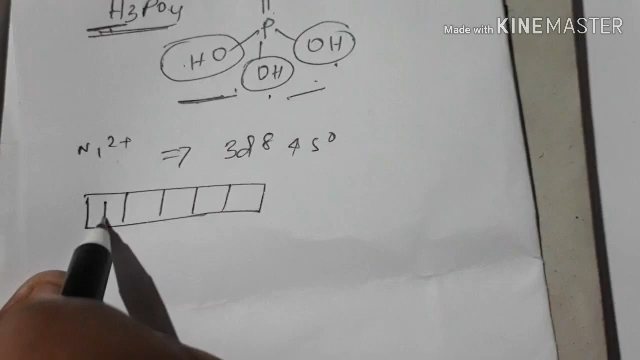 Made with KINEMASTER
H3PO4
P
HO OH
OH
Ni2+ => 3d8 4s0